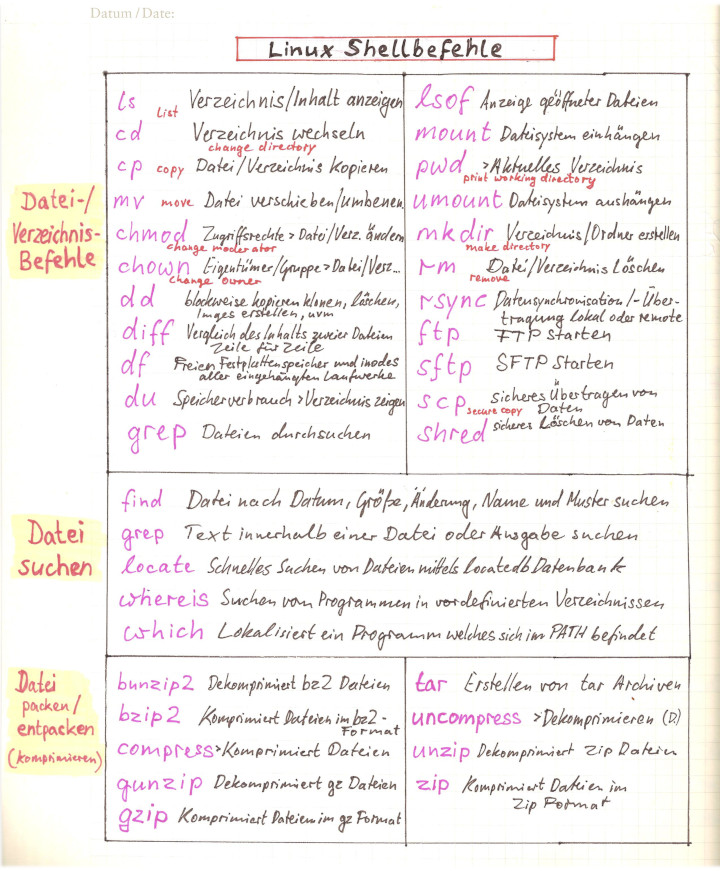 Datum / Date:
Linux Shellbefehle
Datei-/
Verzeichnis-
Befehle
ls List Verzeichnis/Inhalt anzeigen
cd Verzeichnis wechseln
change directory
cp copy Datei/Verzeichnis kopieren
mv move Datei verschieben/umbenen
chmod Zugriffsrechte > Datei/Verz. ändern
change moderator
chown Eigentümer/Gruppe > Datei/Verz...
change owner
dd blockweise kopieren klonen, löschen,
Imges erstellen, uvm
diff Vergleich des Inhalts zweier Dateien
Zeile für Zeile
df Freien Festplattenspeicher und inodes
aller eingehängten Laufwerke
du Speicherverbrauch > Verzeichnis zeigen
grep Dateien durchsuchen
lsof Anzeige geöffneter Dateien
mount Dateisystem einhängen
pwd > Aktuelles Verzeichnis
print working directory
umount Dateisystem aushängen
mkdir Verzeichnis/Ordner erstellen
make directory
rm Datei/Verzeichnis Löschen
remove
rsync Datensynchronisation/-Über-
tragung lokal oder remote
ftp FTP Starten
sftp SFTP Starten
scp sicheres Übertragen von
secure copy Daten
shred sicheres Löschen von Daten
Datei
suchen
find Datei nach Datum, Größe, Änderung, Name und Muster suchen
grep Text innerhalb einer Datei oder Ausgabe suchen
locate Schnelles Suchen von Dateien mittels locatedb Datenbank
whereis Suchen von Programmen in vordefinierten Verzeichnissen
which Lokalisiert ein Programm welches sich im PATH befindet
Datei
packen/
entpacken
(komprimieren)
bunzip2 Dekomprimiert bz2 Dateien
bzip2 Komprimiert Dateien im bz2-
Format
compress > Komprimiert Dateien
gunzip Dekomprimiert gz Dateien
gzip Komprimiert Dateien im gz Format
tar Erstellen von tar Archiven
uncompress > Dekomprimieren (D.)
unzip Dekomprimiert Zip Dateien
zip Komprimiert Dateien im
Zip Format